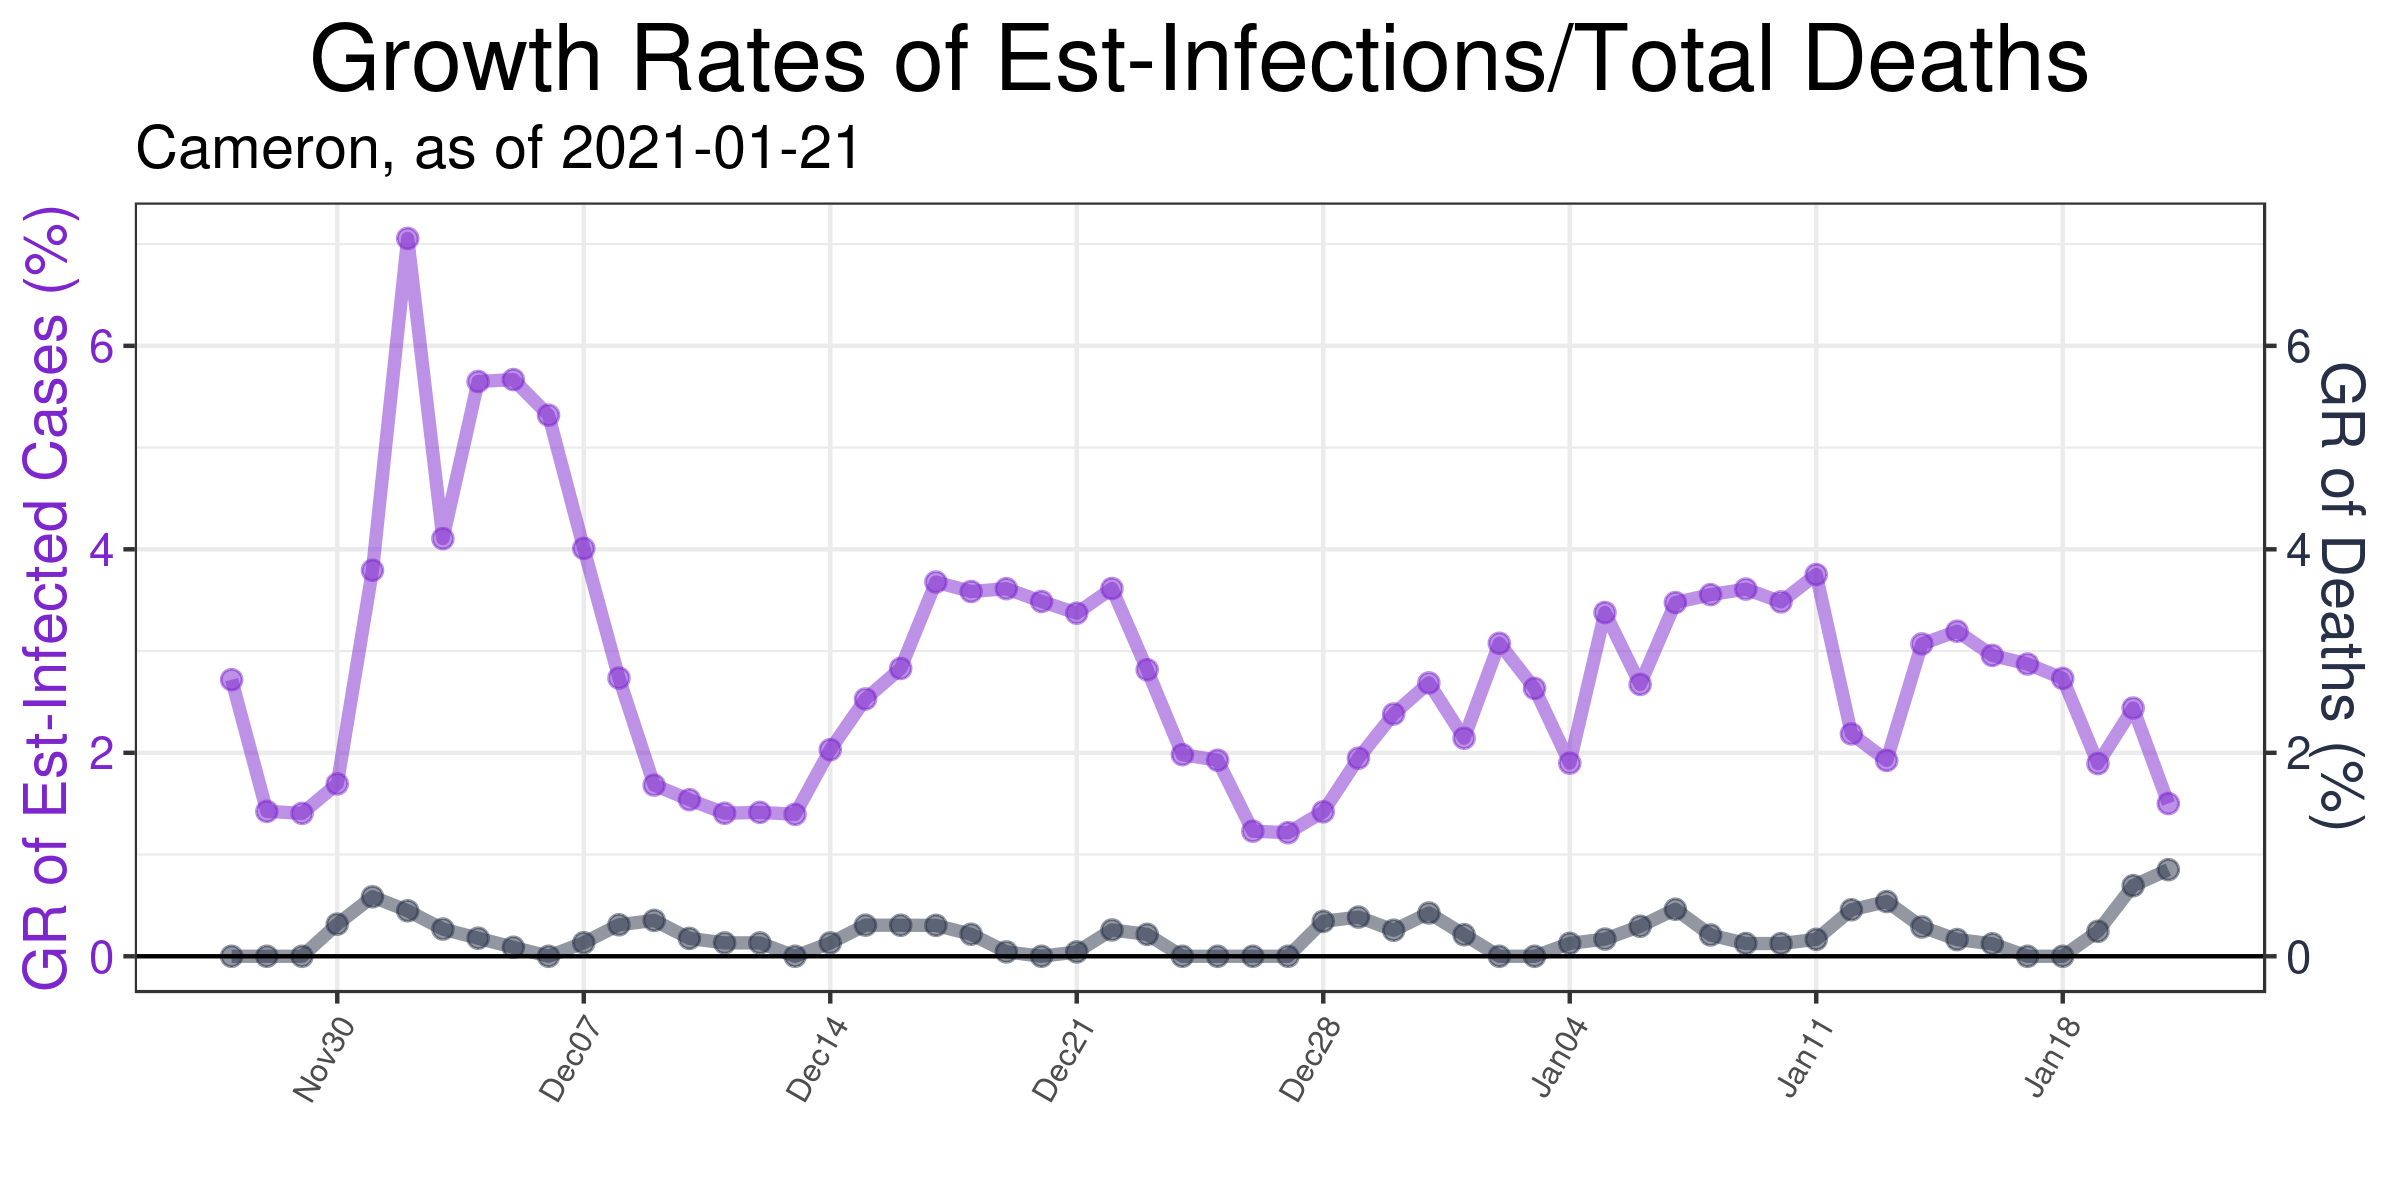 Growth Rates of Est-Infections/Total Deaths
Cameron, as of 2021-01-21
GR of Est-Infected Cases (%)
6
4
2
0
6
4
2
0
GR of Deaths (%)
Nov30
Dec07
Dec14
Dec21
Dec28
Jan04
Jan11
Jan18